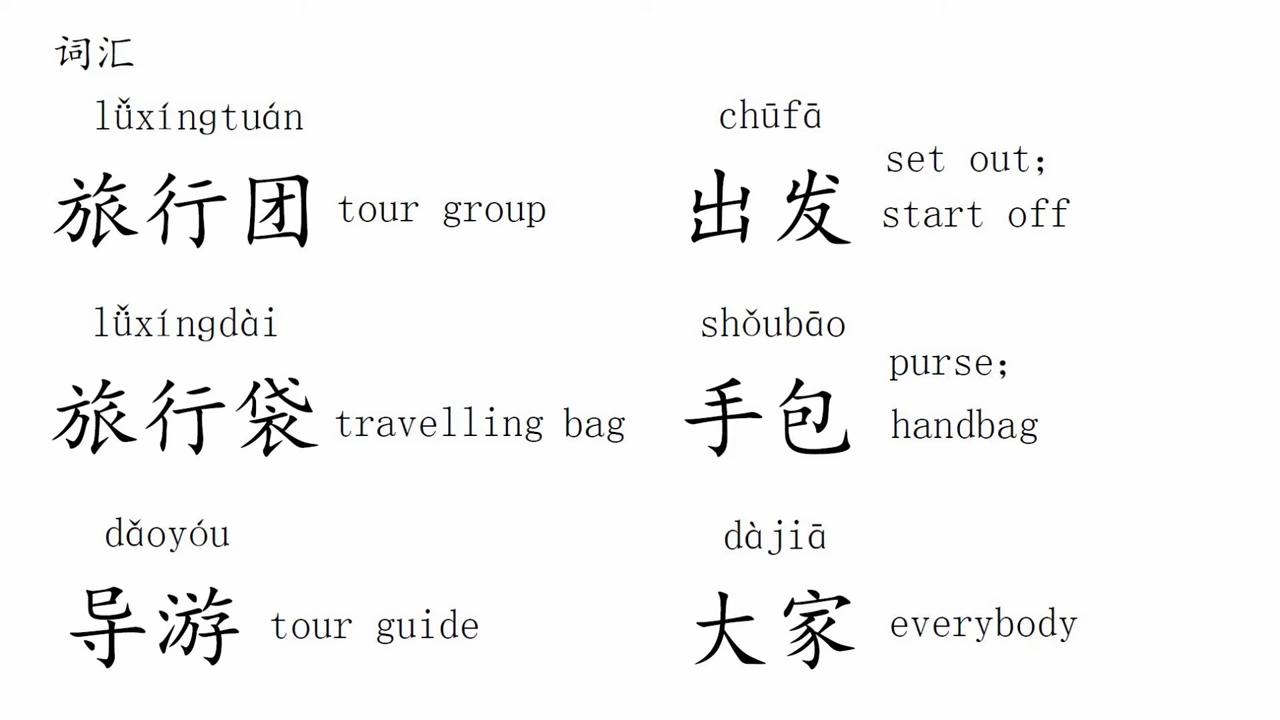 词汇
lǚxíngtuán
旅行团 tour group
chūfā
出发 set out;
start off
lǚxíngdài
旅行袋 travelling bag
shǒubāo
手包 purse;
handbag
dǎoyóu
导游 tour guide
dàjiā
大家 everybody